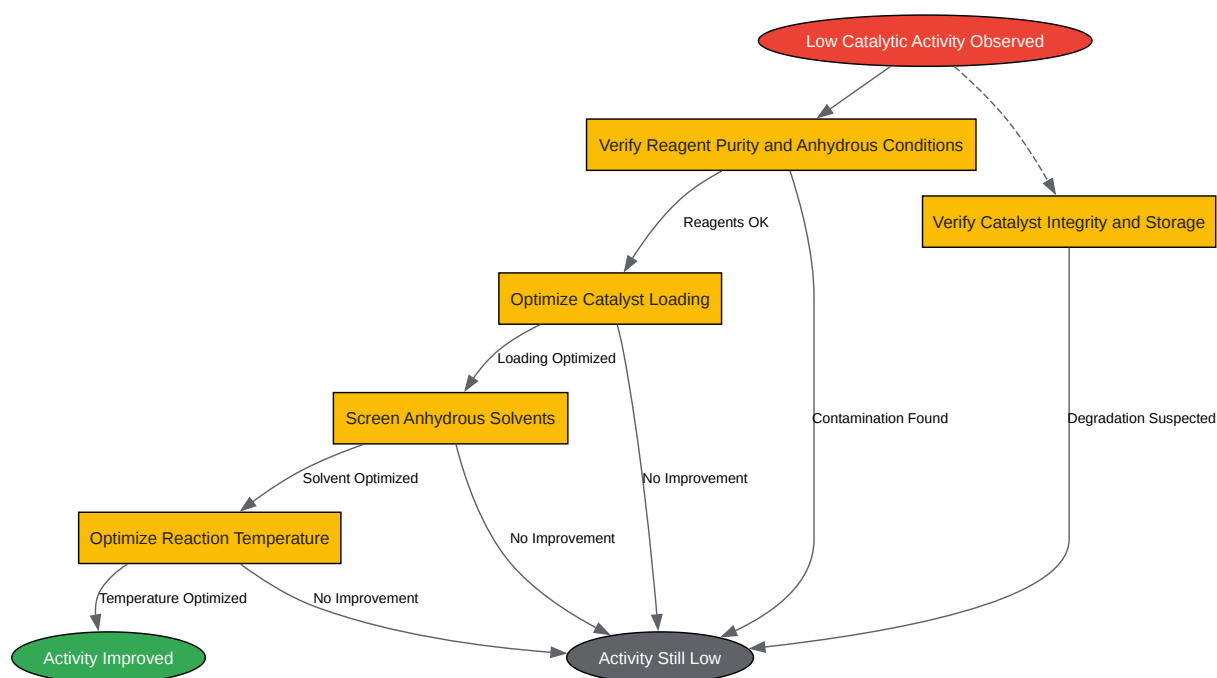 Low Catalytic Activity Observed
Verify Reagent Purity and Anhydrous Conditions
Reagents OK
Verify Catalyst Integrity and Storage
Optimize Catalyst Loading
Loading Optimized
Screen Anhydrous Solvents
Contamination Found
Degradation Suspected
Solvent Optimized
No Improvement
Optimize Reaction Temperature
No Improvement
Temperature Optimized
No Improvement
Activity Improved
Activity Still Low